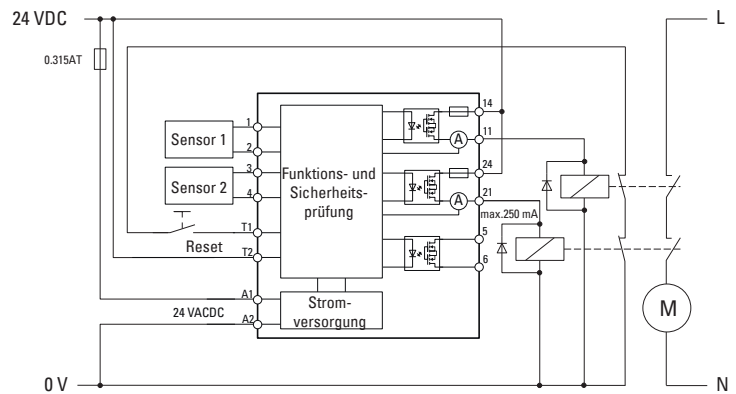 24 VDC
L
0.315AT
14
1
Sensor 1
A
11
2
24
3
Funktions- und
Sicherheits-
prüfung
Sensor 2
4
A
21
max.250 mA
T1
5
Reset
T2
6
A1
Strom-
versorgung
24 VACDC
A2
M
0 V
N